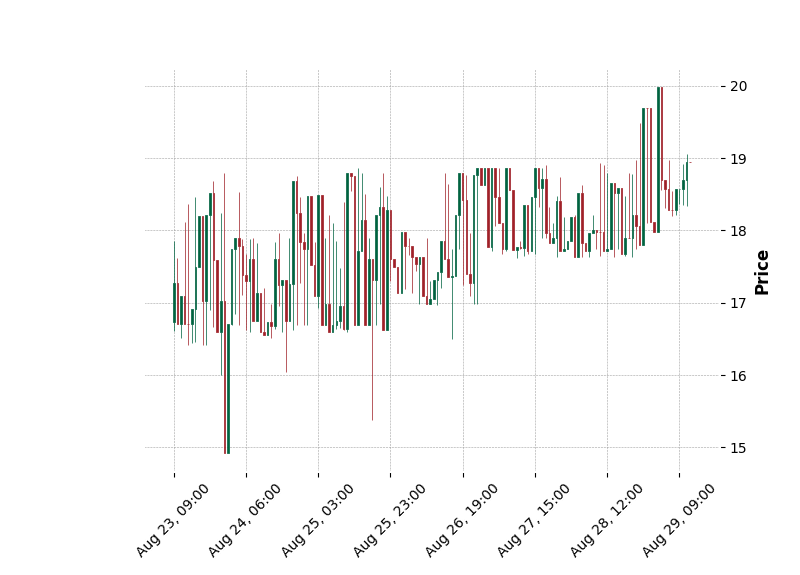 20
19
18
17
16
15
Price
Aug 23, 09:00
Aug 24, 06:00
Aug 25, 03:00
Aug 25, 23:00
Aug 26, 19:00
Aug 27, 15:00
Aug 28, 12:00
Aug 29, 09:00